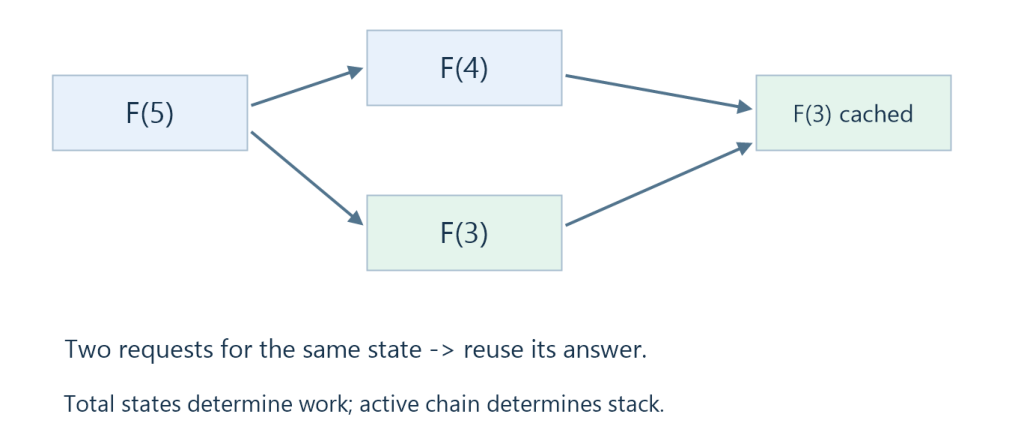 F(5)
F(4)
F(3) cached
F(3)
Two requests for the same state -> reuse its answer.
Total states determine work; active chain determines stack.